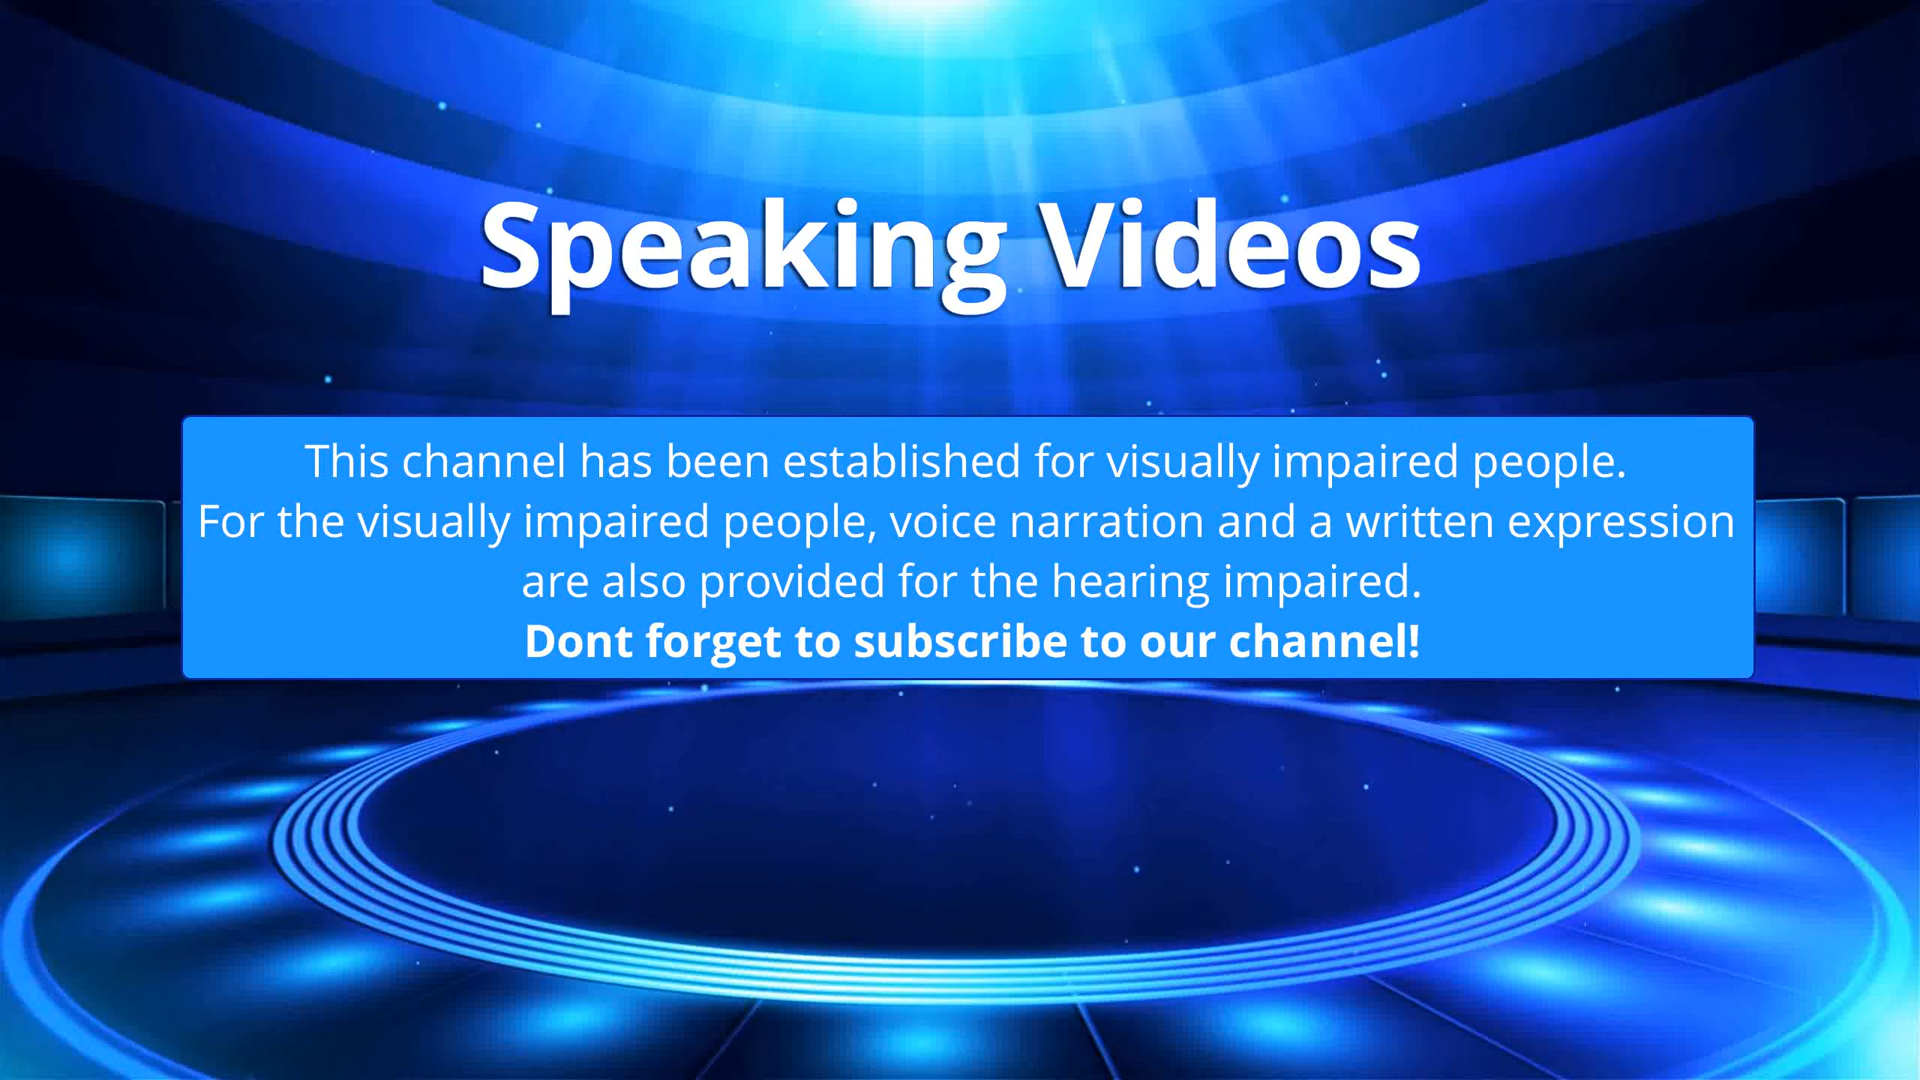 Speaking Videos
This channel has been established for visually impaired people.
For the visually impaired people, voice narration and a written expression
are also provided for the hearing impaired.
Dont forget to subscribe to our channel!